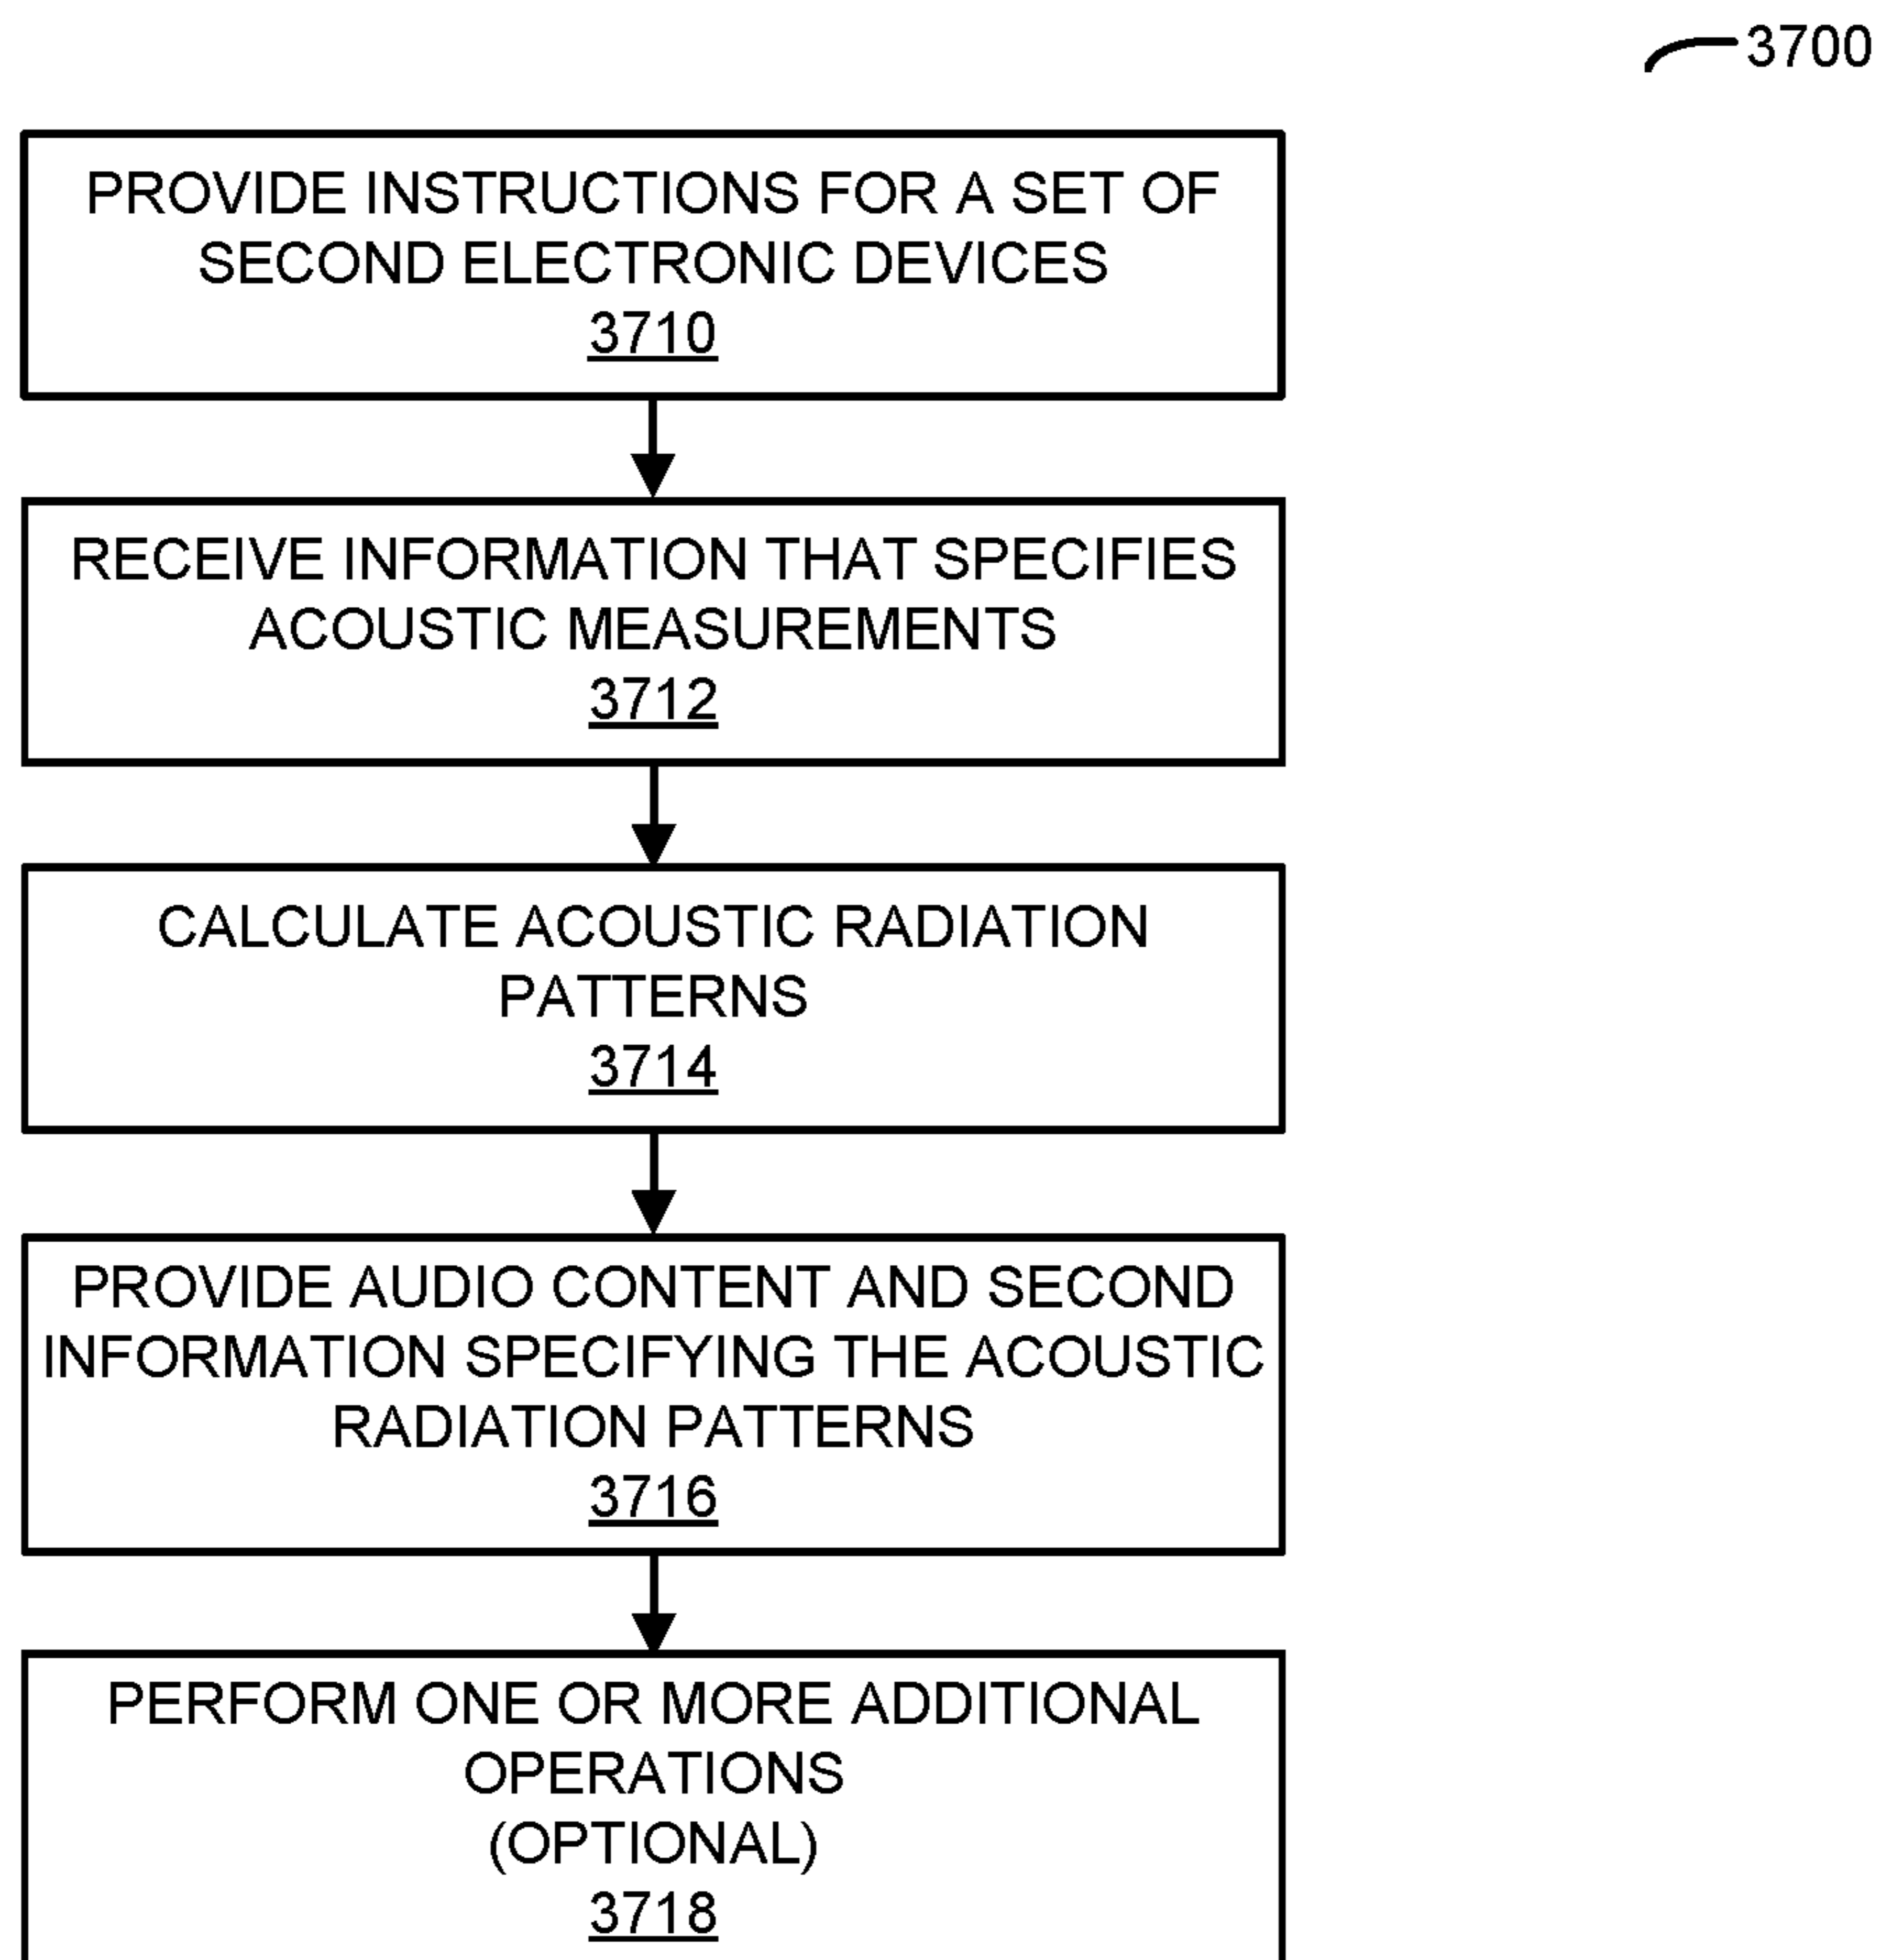 3700
PROVIDE INSTRUCTIONS FOR A SET OF
SECOND ELECTRONIC DEVICES
3710
RECEIVE INFORMATION THAT SPECIFIES
ACOUSTIC MEASUREMENTS
3712
CALCULATE ACOUSTIC RADIATION
PATTERNS
3714
PROVIDE AUDIO CONTENT AND SECOND
INFORMATION SPECIFYING THE ACOUSTIC
RADIATION PATTERNS
3716
PERFORM ONE OR MORE ADDITIONAL
OPERATIONS
(OPTIONAL)
3718